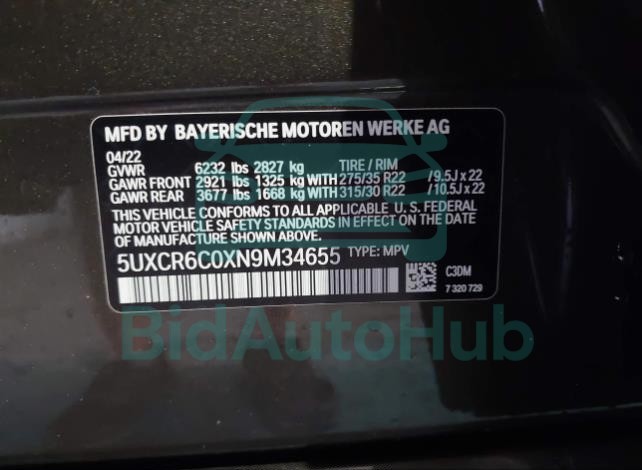 MFD BY BAYERISCHE MOTOREN WERKE AG
04/22
GVWR 6232 lbs 2827 kg TIRE / RIM
GAWR FRONT 2921 lbs 1325 kg WITH 275/35 R22 /9.5J x 22
GAWR REAR 3677 lbs 1668 kg WITH 315/30 R22 /10.5J x 22
THIS VEHICLE CONFORMS TO ALL APPLICABLE U. S. FEDERAL
MOTOR VEHICLE SAFETY STANDARDS IN EFFECT ON THE DATE
OF MANUFACTURE SHOWN ABOVE.
5UXCR6C0XN9M34655 TYPE: MPV
C3DM
7 320 729
BidAutoHub